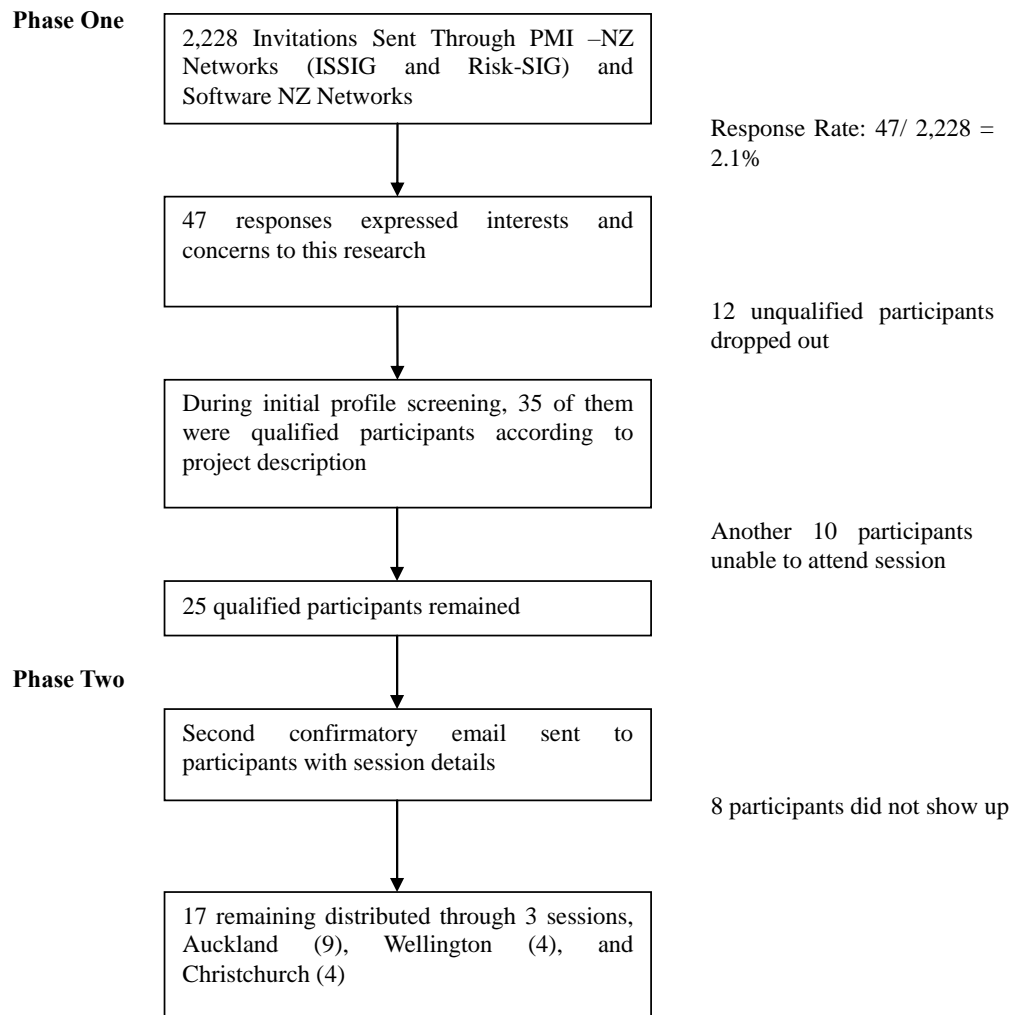 Phase One
2,228 Invitations Sent Through PMI –NZ
Networks (ISSIG and Risk-SIG) and
Software NZ Networks
Response Rate: 47/ 2,228 =
2.1%
47 responses expressed interests and
concerns to this research
12 unqualified participants
dropped out
During initial profile screening, 35 of them
were qualified participants according to
project description
Another 10 participants
unable to attend session
25 qualified participants remained
Phase Two
Second confirmatory email sent to
participants with session details
8 participants did not show up
17 remaining distributed through 3 sessions,
Auckland (9), Wellington (4), and
Christchurch (4)